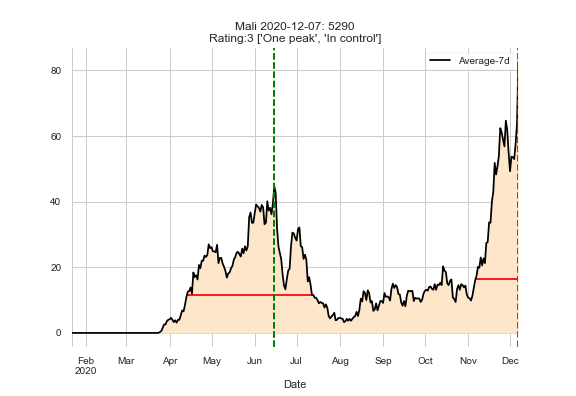 Mali 2020-12-07: 5290
Rating:3 ['One peak', 'In control']
Average-7d
80
60
40
20
0
Feb Mar Apr May Jun Jul Aug Sep Oct Nov Dec
2020
Date